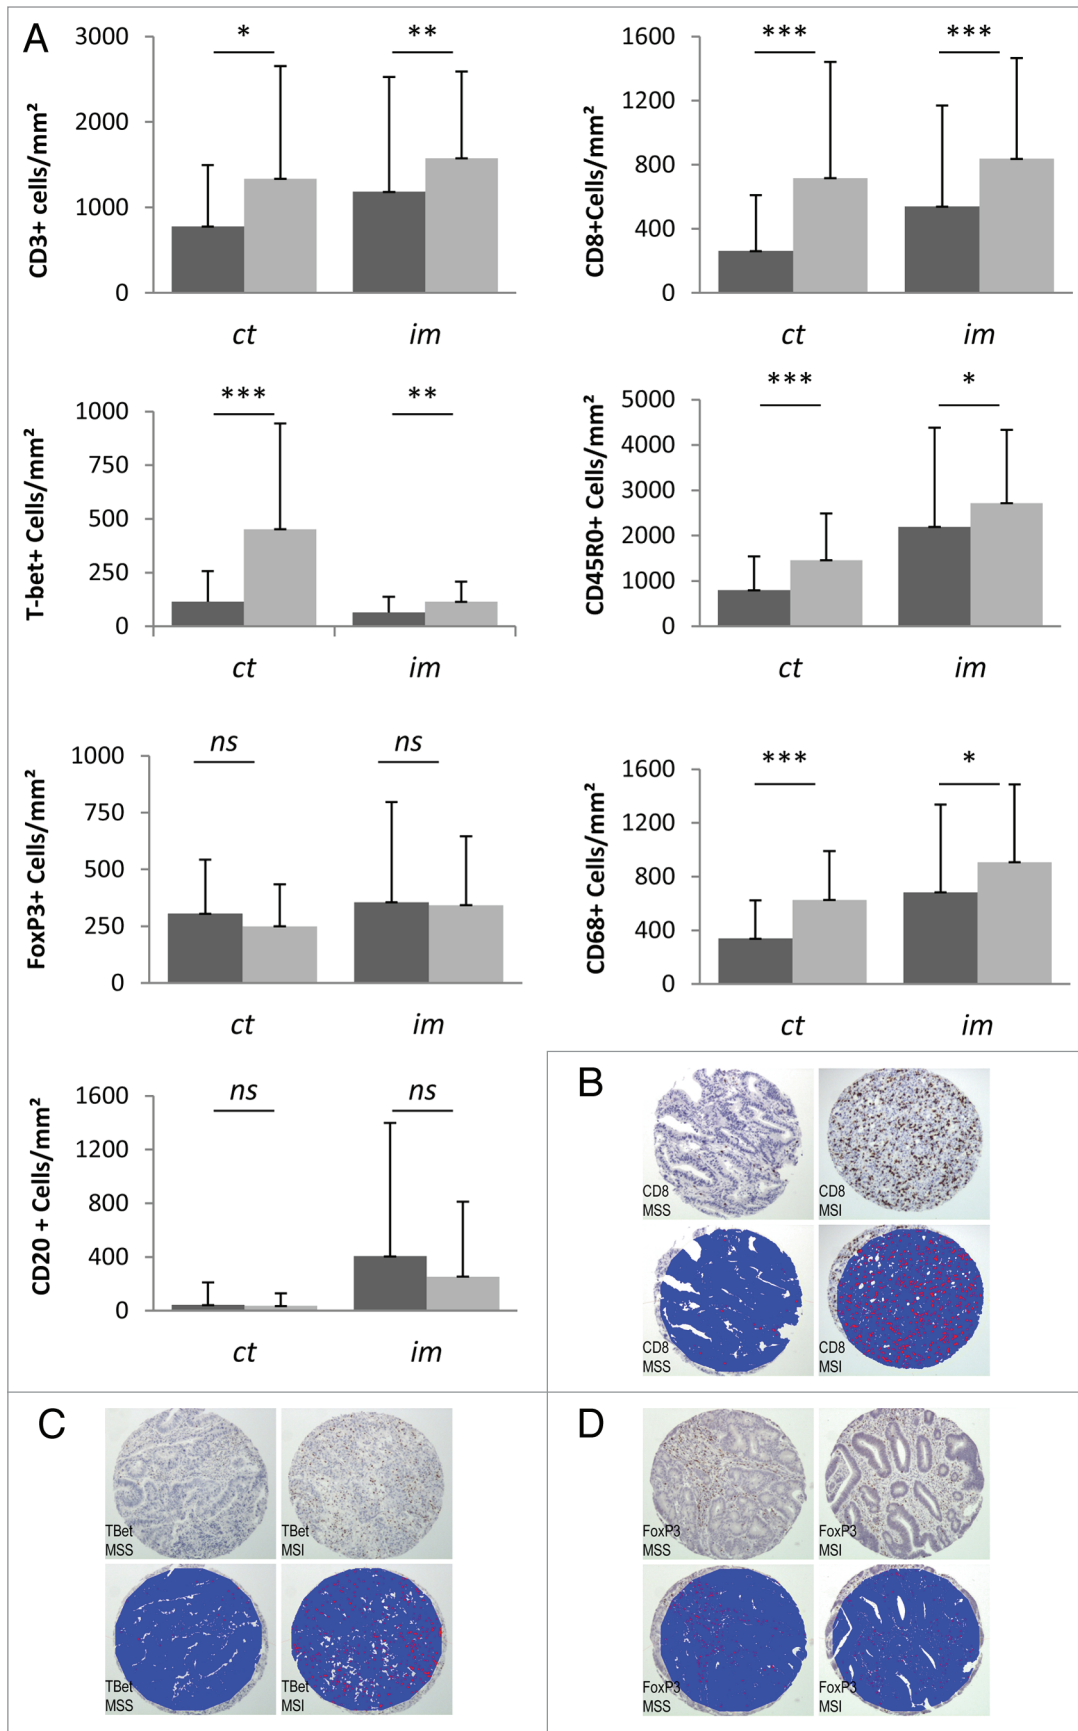 A
CD3+ cells/mm²
3000
2000
1000
0
*
**
ct
im
CD8+Cells/mm²
1600
1200
800
400
0
***
***
ct
im
T-bet+ Cells/mm²
1000
750
500
250
0
***
**
ct
im
CD45R0+ Cells/mm²
5000
4000
3000
2000
1000
0
***
*
ct
im
FoxP3+ Cells/mm²
1000
750
500
250
0
ns
ns
ct
im
CD68+ Cells/mm²
1600
1200
800
400
0
***
*
ct
im
CD20 + Cells/mm²
1600
1200
800
400
0
ns
ns
ct
im
B
CD8
MSS
CD8
MSI
CD8
MSS
CD8
MSI
C
TBet
MSS
TBet
MSI
TBet
MSS
TBet
MSI
D
FoxP3
MSS
FoxP3
MSI
FoxP3
MSS
FoxP3
MSI